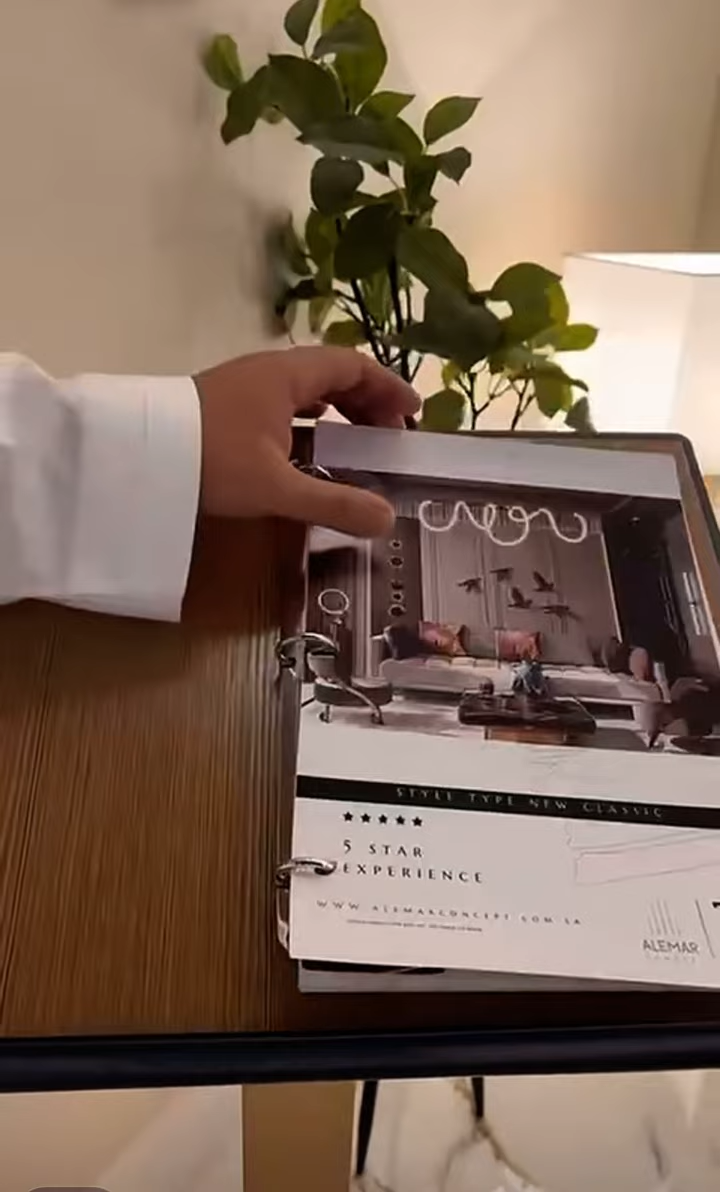 STYLE TYPE NEW CLASSIC
5 STAR
EXPERIENCE
WWW.ALEMARCONCEPT.COM.SA
ALEMAR